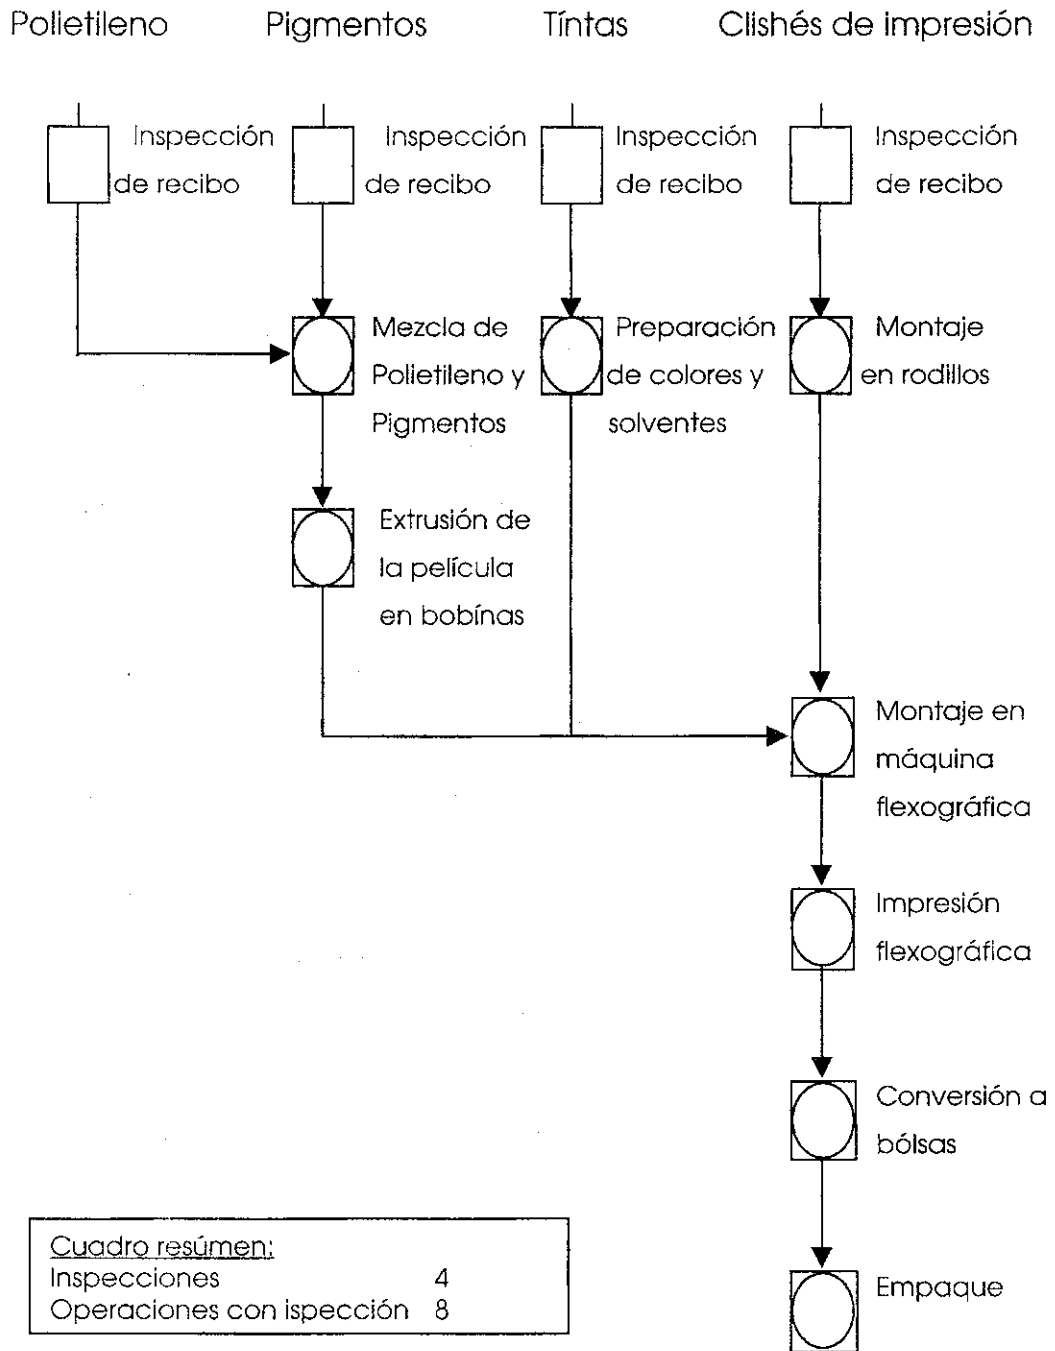 Polietileno
Pigmentos
Tíntas
Clishés de impresión
Inspección
de recibo
Inspección
de recibo
Inspección
de recibo
Inspección
de recibo
Mezcla de
Polietileno y
Pigmentos
Preparación
de colores y
solventes
Montaje
en rodillos
Extrusión de
la película
en bobínas
Montaje en
máquina
flexográfica
Impresión
flexográfica
Conversión a
bólsas
Empaque
Cuadro resúmen:
Inspecciones 4
Operaciones con ispección 8